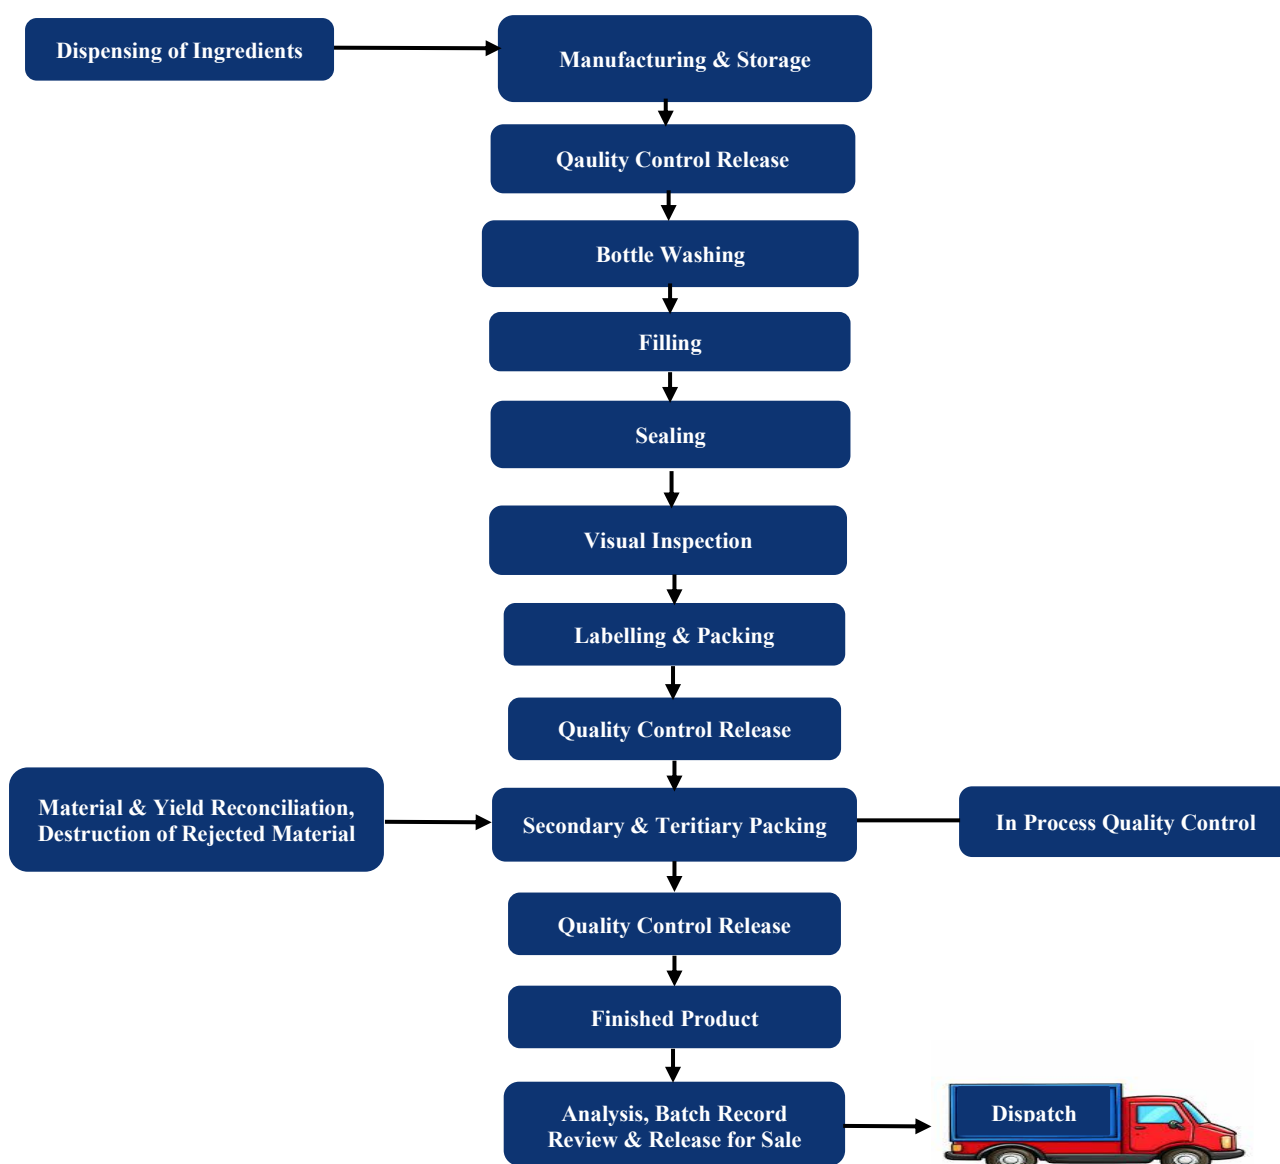 Dispensing of Ingredients
Manufacturing & Storage
Qaulity Control Release
Bottle Washing
Filling
Sealing
Visual Inspection
Labelling & Packing
Quality Control Release
Material & Yield Reconciliation,
Destruction of Rejected Material
Secondary & Teritiary Packing
In Process Quality Control
Quality Control Release
Finished Product
Analysis, Batch Record
Review & Release for Sale
Dispatch